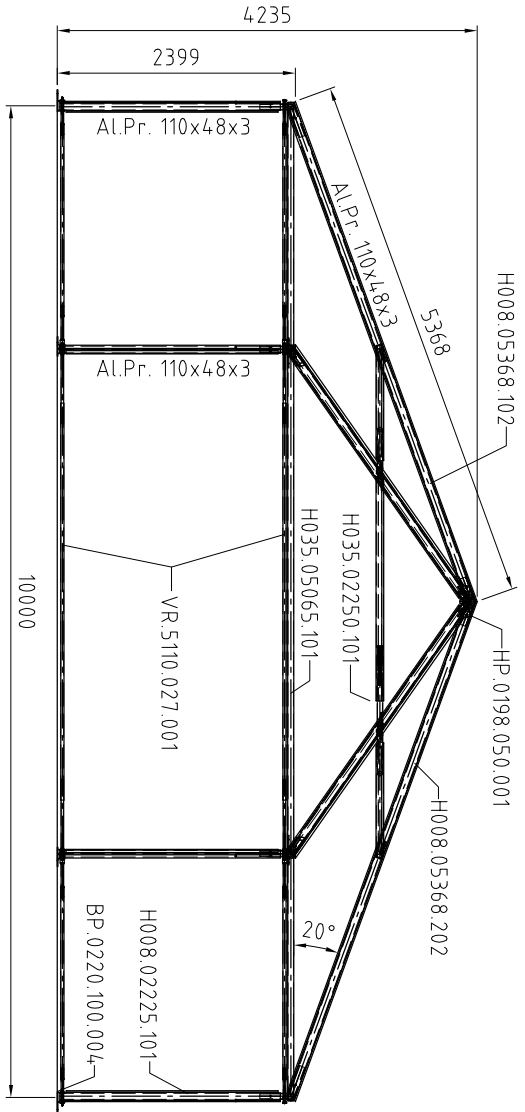 4235
2399
Al.Pr. 110x48x3
Al.Pr. 110x48x3
5368
H008.05368.102
Al.Pr. 110x48x3
H035.05065.101
H035.02250.101
10000
VR.5110.027.001
HP.0198.050.001
H008.05368.202
20°
BP.0220.100.004
H008.02225.101